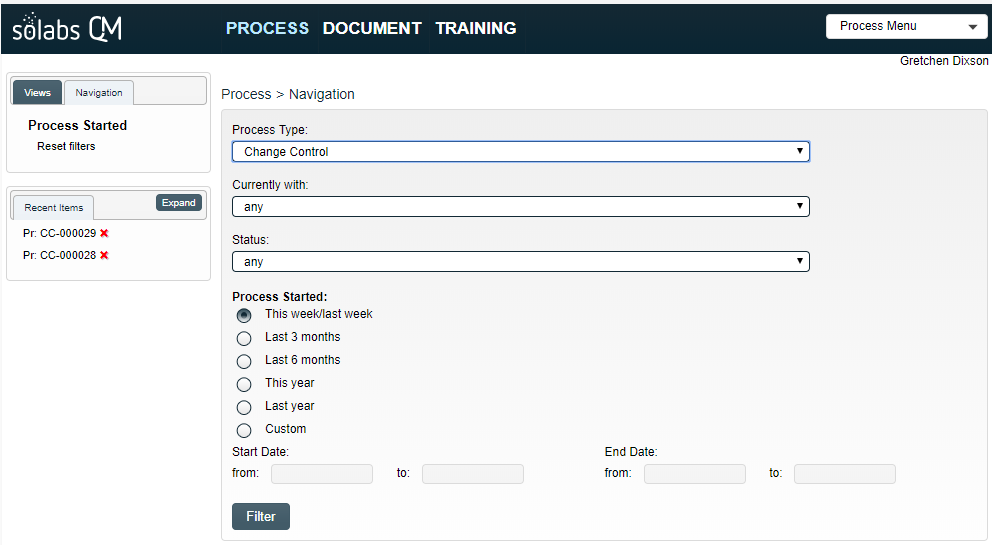 sölabs QM
PROCESS DOCUMENT TRAINING
Process Menu
Gretchen Dixson
Views Navigation
Process Started
Reset filters
Recent Items Expand
Pr: CC-000029
Pr: CC-000028
Process > Navigation
Process Type:
Change Control
Currently with:
any
Status:
any
Process Started:
This week/last week
Last 3 months
Last 6 months
This year
Last year
Custom
Start Date: End Date:
from: to: from: to:
Filter